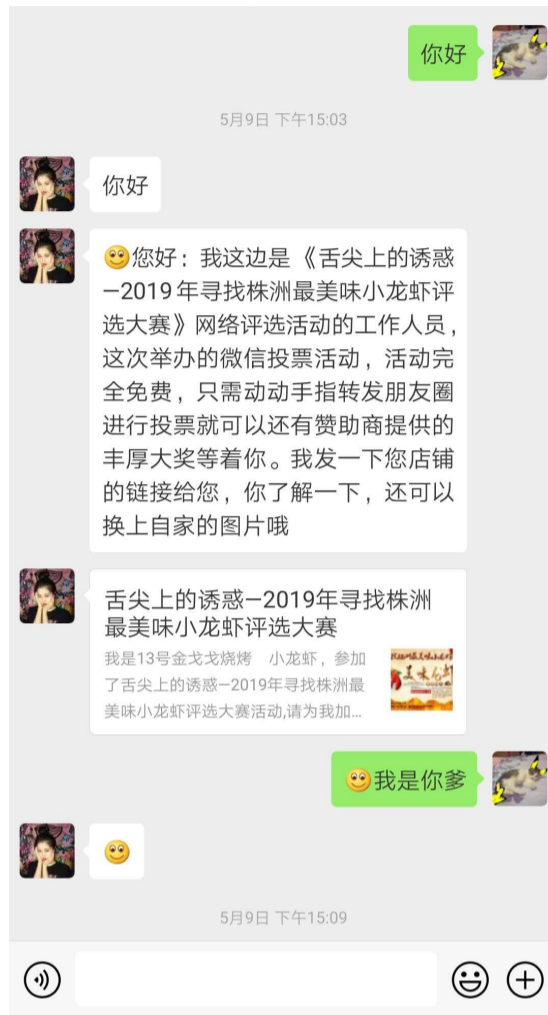 你好
5月9日 下午15:03
你好
您好：我这边是《舌尖上的诱惑
—2019年寻找株洲最美味小龙虾评
选大赛》网络评选活动的工作人员，
这次举办的微信投票活动，活动完
全免费，只需动动手指转发朋友圈
进行投票就可以还有赞助商提供的
丰厚大奖等着你。我发一下您店铺
的链接给您，你了解一下，还可以
换上自家的图片哦
舌尖上的诱惑—2019年寻找株洲
最美味小龙虾评选大赛
我是13号金戈戈烧烤 小龙虾，参加
了舌尖上的诱惑—2019年寻找株洲最
美味小龙虾评选大赛活动,请为我加...
我是你爹
5月9日 下午15:09